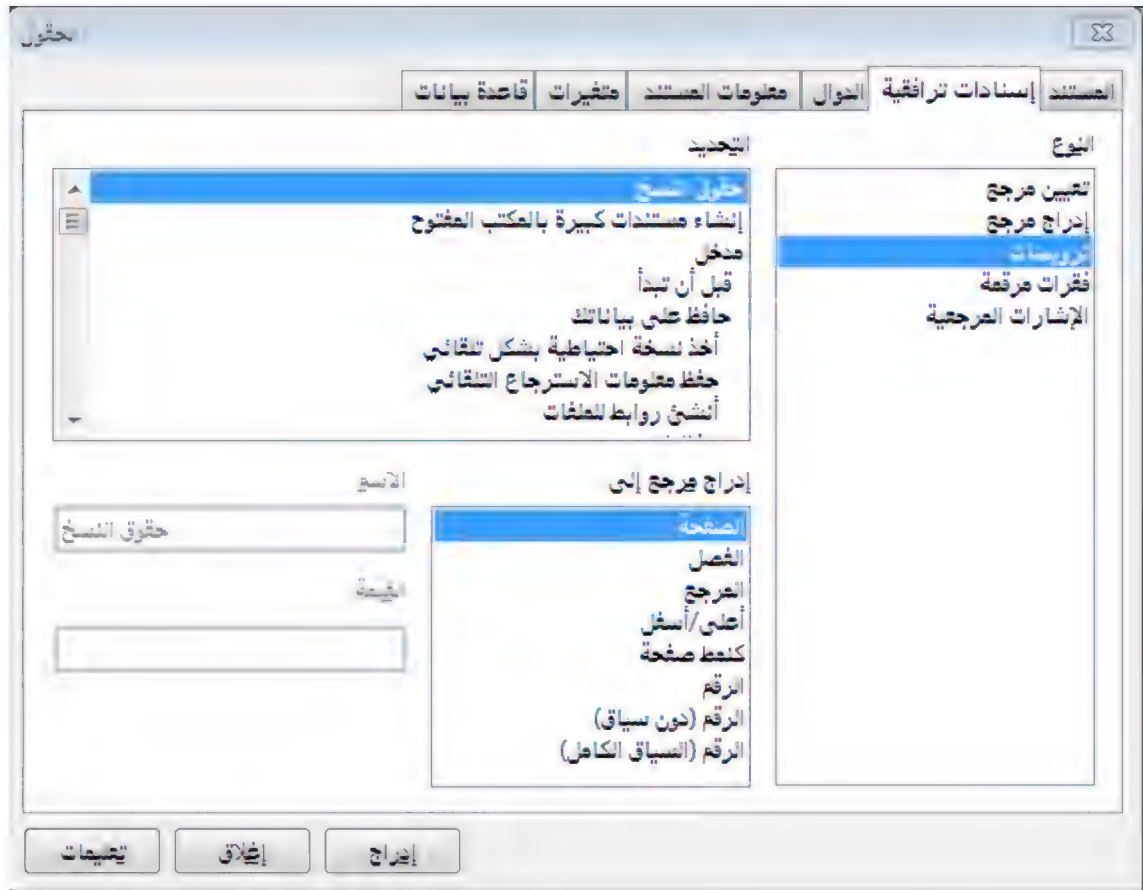 الحقول
المستند إسنادات ترافقية الدوال معلومات المستند متغيرات قاعدة بيانات
النوع
تعيين مرجع
إدراج مرجع
ترويسات
فقرات مرقمة
الإشارات المرجعية
التحديد
حقوق النسخ
إنشاء مستندات كبيرة بالمكتب المفتوح
مدخل
قبل أن تبدأ
حافظ على بياناتك
أخذ نسخة احتياطية بشكل تلقائي
حفظ معلومات الاسترجاع التلقائي
أنشئ روابط للملفات
إدراج مرجع إلى
الصفحة
الفصل
المرجع
أعلى/أسفل
كنمط صفحة
الرقم
الرقم (دون سياق)
الرقم (السياق الكامل)
الاسم
حقوق النسخ
القيمة
إدراج إغلاق تعليمات